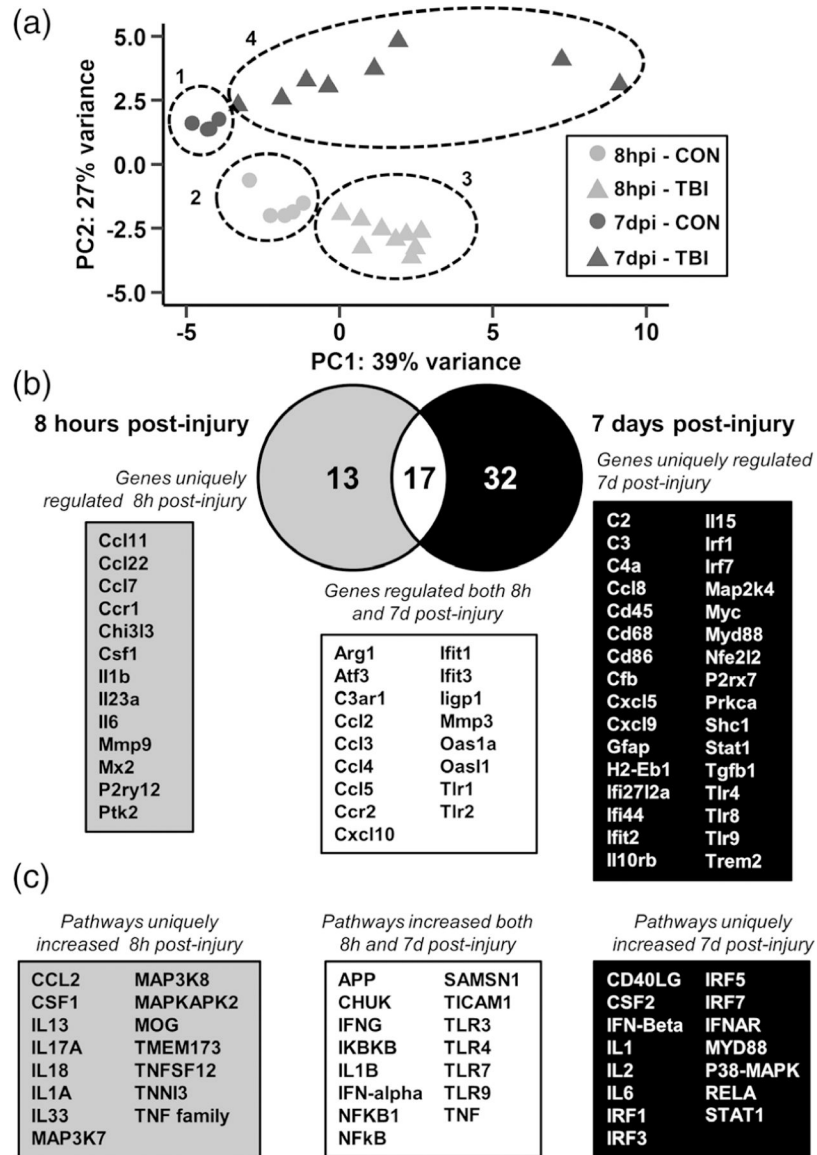 (a)
5.0
2.5
0.0
-2.5
-5.0
PC2: 27% variance
1
4
2
3
8hpi - CON
8hpi - TBI
7dpi - CON
7dpi - TBI
-5
0
5
10
PC1: 39% variance
(b)
8 hours post-injury
7 days post-injury
13
17
32
Genes uniquely
regulated 8h post-injury
Ccl11
Ccl22
Ccl7
Ccr1
Chi3l3
Csf1
Il1b
Il23a
Il6
Mmp9
Mx2
P2ry12
Ptk2
Genes regulated both 8h
and 7d post-injury
Arg1
Atf3
C3ar1
Ccl2
Ccl3
Ccl4
Ccl5
Ccr2
Cxcl10
Ifit1
Ifit3
Iigp1
Mmp3
Oas1a
Oasl1
Tlr1
Tlr2
Genes uniquely regulated
7d post-injury
C2
C3
C4a
Ccl8
Cd45
Cd68
Cd86
Cfb
Cxcl5
Cxcl9
Gfap
H2-Eb1
Ifi27l2a
Ifi44
Ifit2
Il10rb
Il15
Irf1
Irf7
Map2k4
Myc
Myd88
Nfe2l2
P2rx7
Prkca
Shc1
Stat1
Tgfb1
Tlr4
Tlr8
Tlr9
Trem2
(c)
Pathways uniquely
increased 8h post-injury
CCL2
CSF1
IL13
IL17A
IL18
IL1A
IL33
MAP3K7
MAP3K8
MAPKAPK2
MOG
TMEM173
TNFSF12
TNNI3
TNF family
Pathways increased both
8h and 7d post-injury
APP
CHUK
IFNG
IKBKB
IL1B
IFN-alpha
NFKB1
NFkB
SAMSN1
TICAM1
TLR3
TLR4
TLR7
TLR9
TNF
Pathways uniquely
increased 7d post-injury
CD40LG
CSF2
IFN-Beta
IL1
IL2
IL6
IRF1
IRF3
IRF5
IRF7
IFNAR
MYD88
P38-MAPK
RELA
STAT1